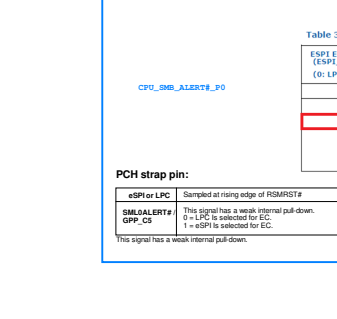 Table 3
ESPI E
(ESPI
(0: LP
CPU_SMB_ALERT#_P0
PCH strap pin:
eSPI or LPC Sampled at rising edge of RSMRST#
SML0ALERT# / This signal has a weak internal pull-down.
GPP_C5 0 = LPC Is selected for EC.
1 = eSPI Is selected for EC.
This signal has a weak internal pull-down.